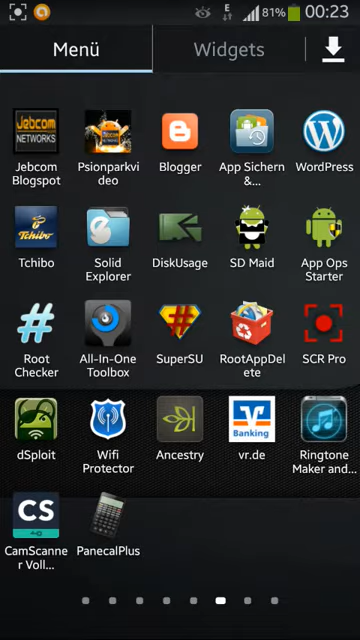 E 81% 00:23
Menü Widgets
Jebcom NETWORKS
Jebcom Blogspot
Psionparkvi
deo
Blogger
App Sichern
&...
WordPress
Tchibo
Tchibo
Solid
Explorer
DiskUsage
SD Maid
App Ops
Starter
#
Root
Checker
All-In-One
Toolbox
#
SuperSU
RootAppDel
ete
SCR Pro
dSploit
Wifi
Protector
Ancestry
Banking
vr.de
Ringtone
Maker and...
CS
CamScanne
r Voll...
PanecalPlus